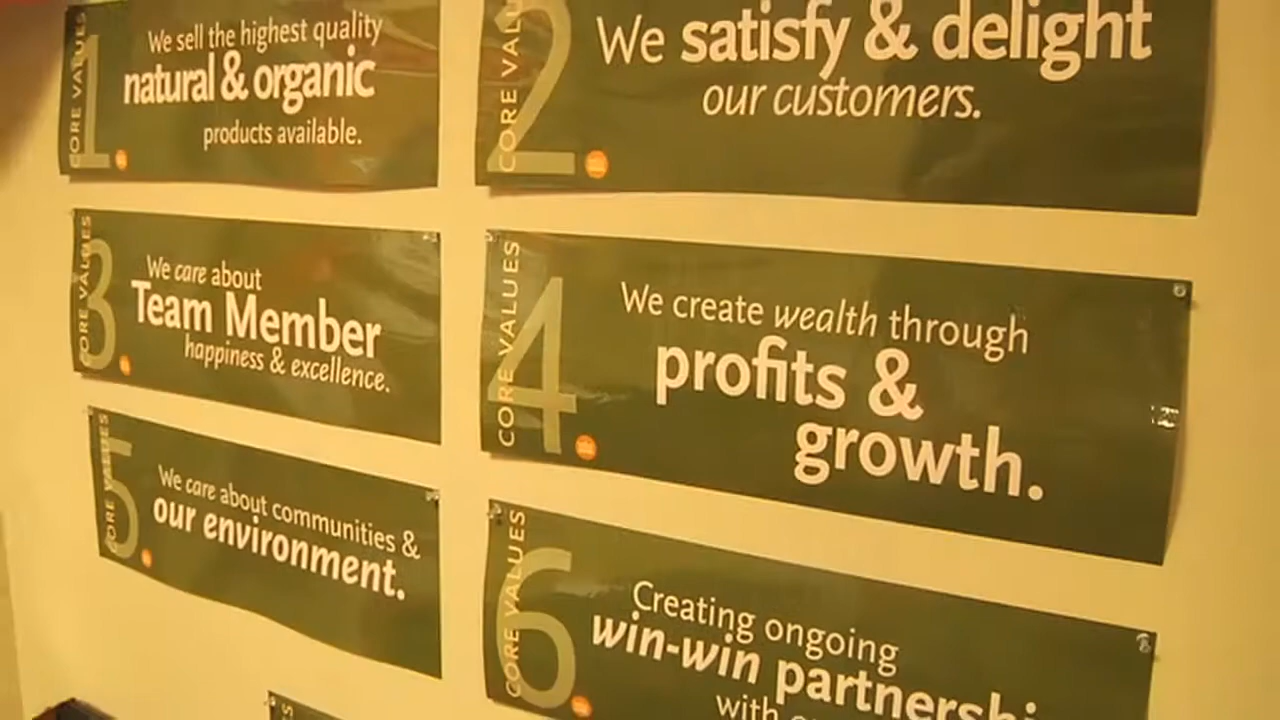 CORE VALUES
1
We sell the highest quality
natural & organic
products available.
CORE VALU
2
We satisfy & delight
our customers.
CORE VALUES
3
We care about
Team Member
happiness & excellence.
CORE VALUES
4
We create wealth through
profits &
growth.
CORE VALUES
5
We care about communities &
our environment.
CORE VALUES
6
Creating ongoing
win-win partnershi
with